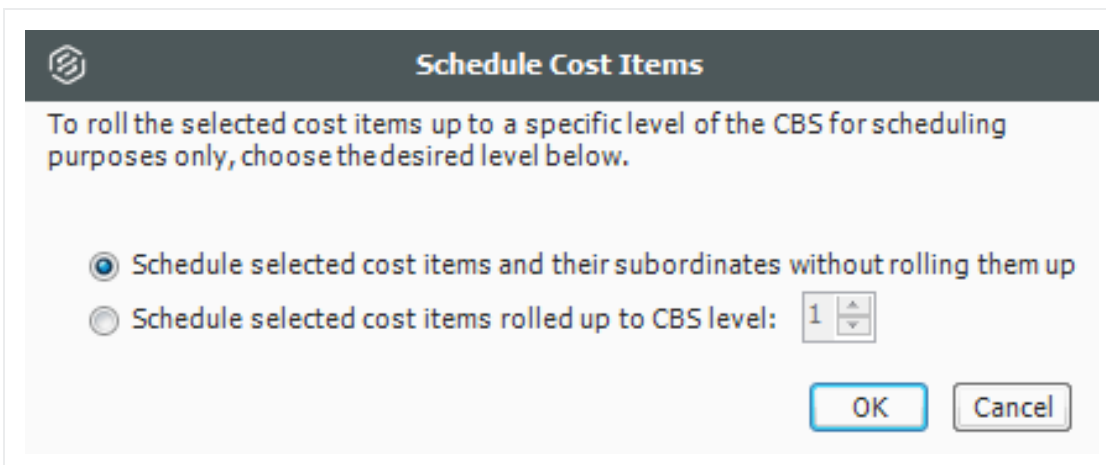 Schedule Cost Items
To roll the selected cost items up to a specific level of the CBS for scheduling
purposes only, choose the desired level below.
Schedule selected cost items and their subordinates without rolling them up
Schedule selected cost items rolled up to CBS level: 1
OK Cancel